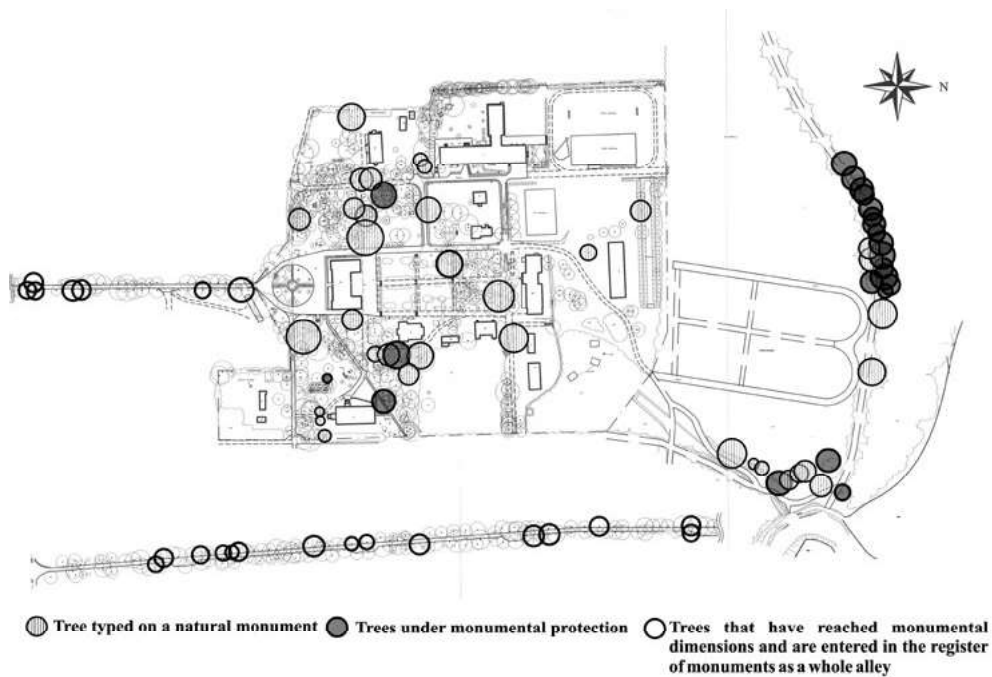 N
Tree typed on a natural monument
Trees under monumental protection
Trees that have reached monumental
dimensions and are entered in the register
of monuments as a whole alley